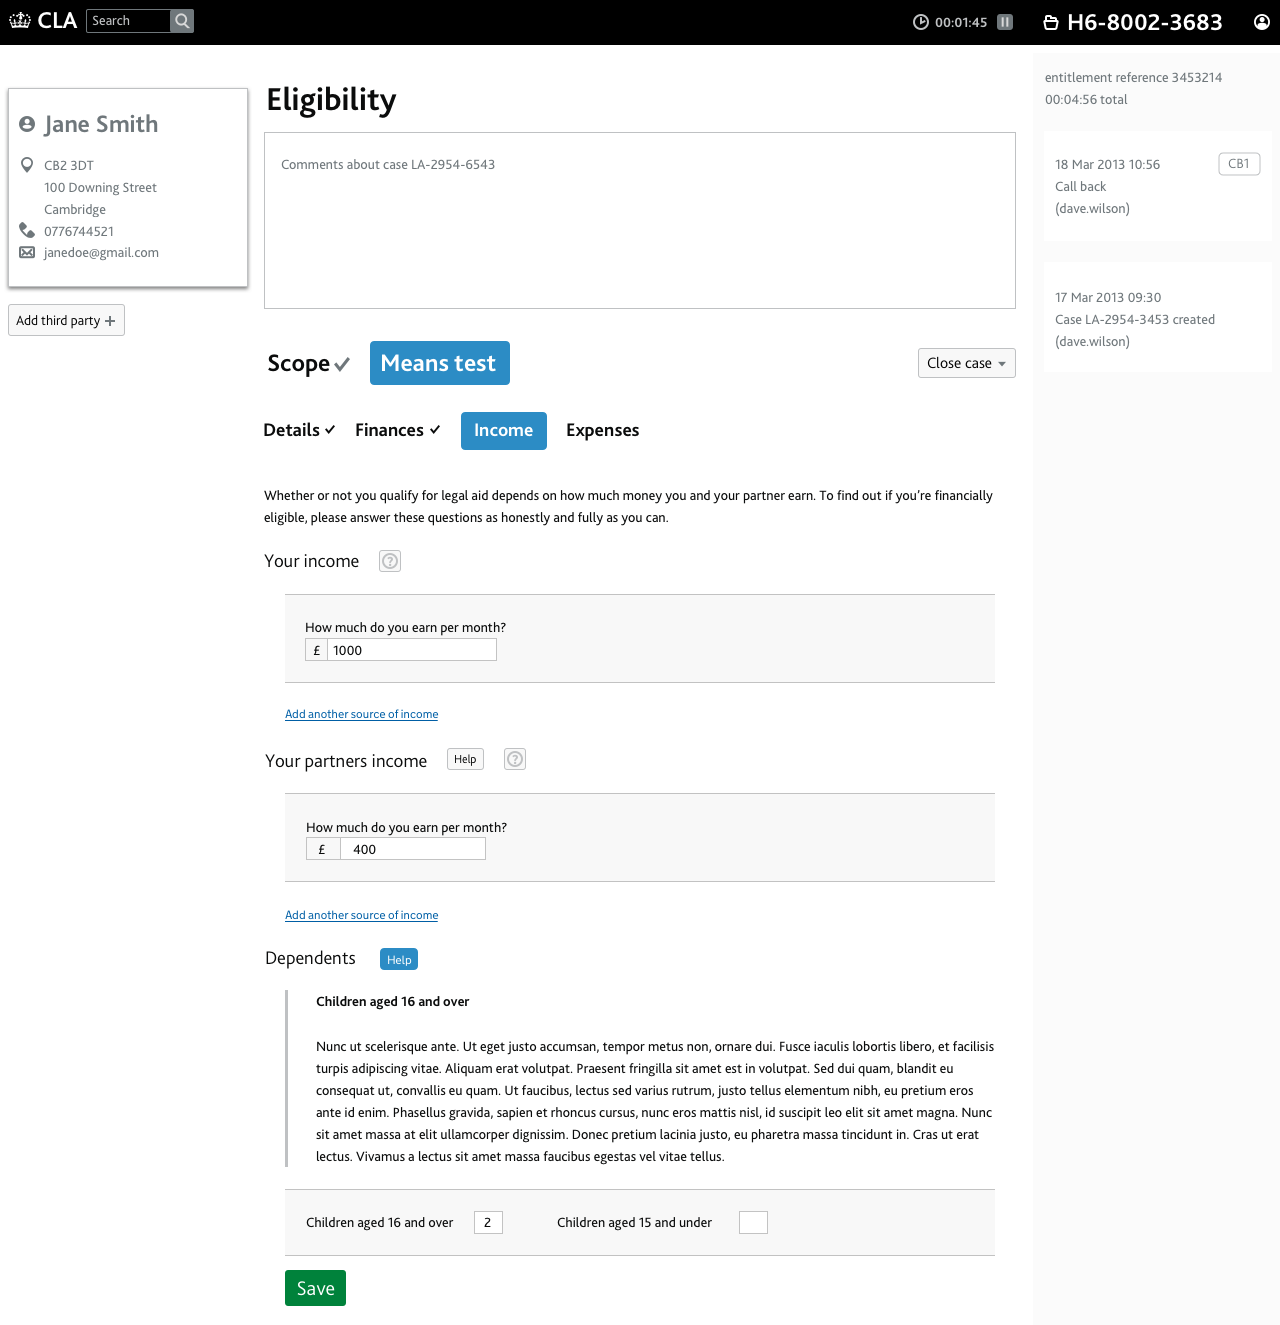 CLA
Search
00:01:45
H6-8002-3683
Jane Smith
CB2 3DT
100 Downing Street
Cambridge
0776744521
janedoe@gmail.com
Add third party
Eligibility
Comments about case LA-2954-6543
Scope
Means test
Close case
Details
Finances
Income
Expenses
Whether or not you qualify for legal aid depends on how much money you and your partner earn. To find out if you're financially
eligible, please answer these questions as honestly and fully as you can.
Your income
?
How much do you earn per month?
£ 1000
Add another source of income
Your partners income
Help
?
How much do you earn per month?
£ 400
Add another source of income
Dependents
Help
Children aged 16 and over
Nunc ut scelerisque ante. Ut eget justo accumsan, tempor metus non, ornare dui. Fusce iaculis lobortis libero, et facilisis
turpis adipiscing vitae. Aliquam erat volutpat. Praesent fringilla sit amet est in volutpat. Sed dui quam, blandit eu
consequat ut, convallis eu quam. Ut faucibus, lectus sed varius rutrum, justo tellus elementum nibh, eu pretium eros
ante id enim. Phasellus gravida, sapien et rhoncus cursus, nunc eros mattis nisl, id suscipit leo elit sit amet magna. Nunc
sit amet massa at elit ullamcorper dignissim. Donec pretium lacinia justo, eu pharetra massa tincidunt in. Cras ut erat
lectus. Vivamus a lectus sit amet massa faucibus egestas vel vitae tellus.
Children aged 16 and over 2
Children aged 15 and under
Save
entitlement reference 3453214
00:04:56 total
18 Mar 2013 10:56
CB1
Call back
(dave.wilson)
17 Mar 2013 09:30
Case LA-2954-3453 created
(dave.wilson)